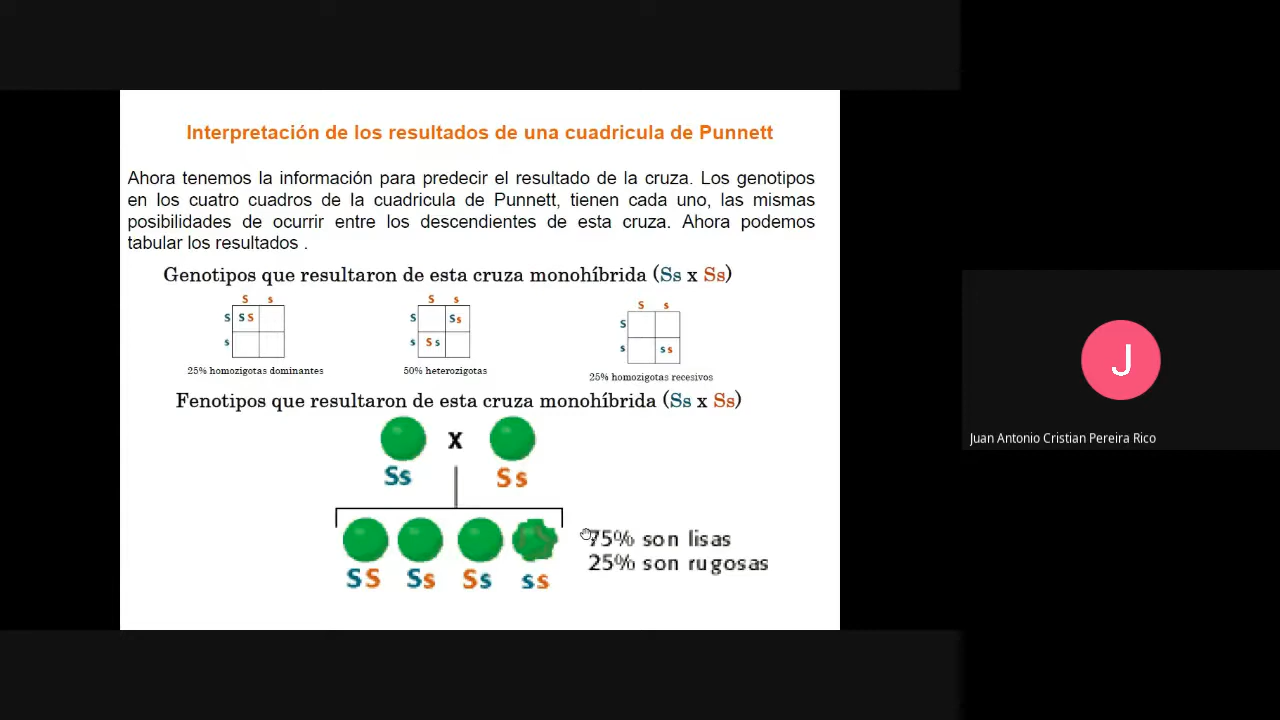 Interpretación de los resultados de una cuadricula de Punnett
Ahora tenemos la información para predecir el resultado de la cruza. Los genotipos
en los cuatro cuadros de la cuadricula de Punnett, tienen cada uno, las mismas
posibilidades de ocurrir entre los descendientes de esta cruza. Ahora podemos
tabular los resultados .
Genotipos que resultaron de esta cruza monohíbrida (Ss x Ss)
S s
S SS
s
25% homozigotas dominantes
S s
S Ss
s Ss
50% heterozigotas
S s
S
s ss
25% homozigotas recesivos
Fenotipos que resultaron de esta cruza monohíbrida (Ss x Ss)
x
Ss Ss
SS Ss Ss ss
75% son lisas
25% son rugosas
J
Juan Antonio Cristian Pereira Rico